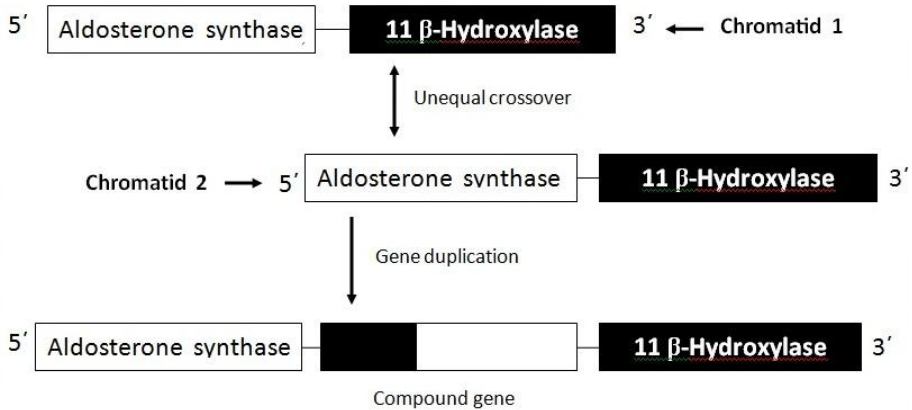 5′ Aldosterone synthase 11 β-Hydroxylase 3′ Chromatid 1
Unequal crossover
Chromatid 2 5′ Aldosterone synthase 11 β-Hydroxylase 3′
Gene duplication
5′ Aldosterone synthase 11 β-Hydroxylase 3′
Compound gene